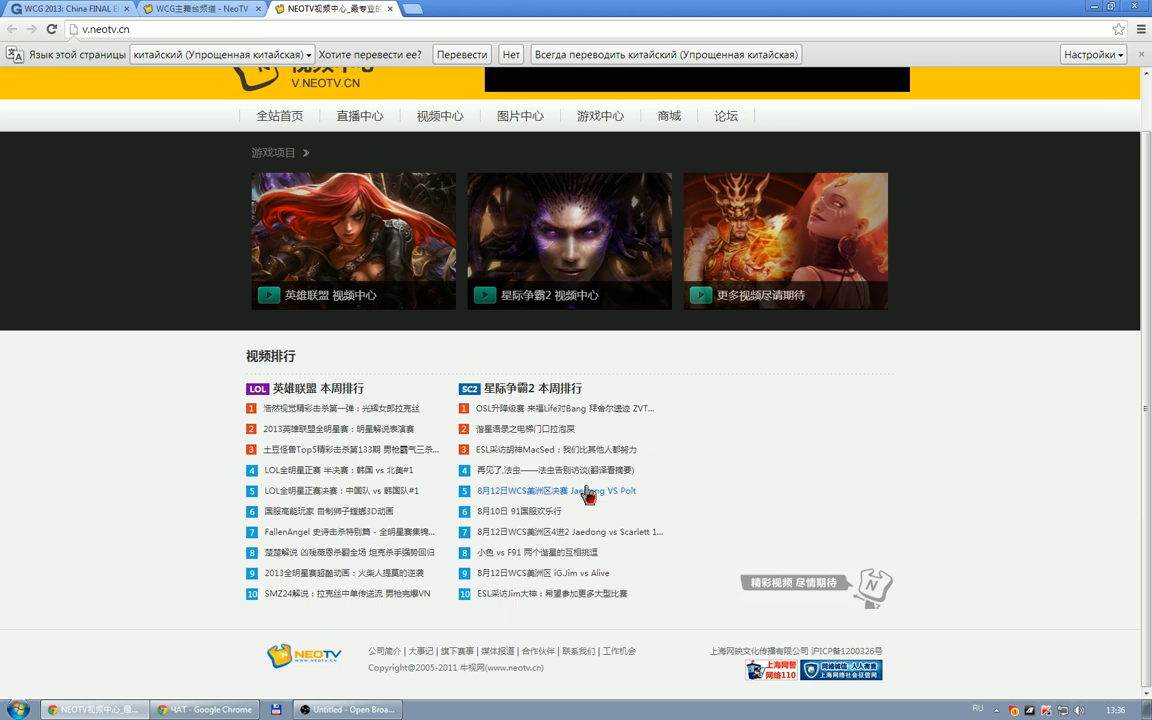 WCG 2013: China FINAL E
WCG主舞台频道 - NeoTV
NEOTV视频中心_最专业的
v.neotv.cn
Язык этой страницы китайский (Упрощенная китайская) Хотите перевести ее? Перевести Нет Всегда переводить китайский (Упрощенная китайская) Настройки
V.NEOTV.CN
全站首页 直播中心 视频中心 图片中心 游戏中心 商城 论坛
游戏项目
英雄联盟 视频中心
星际争霸2 视频中心
更多视频尽请期待
视频排行
LOL 英雄联盟 本周排行
1 浩然视觉精彩击杀第一弹：光辉女郎拉克丝
2 2013英雄联盟全明星赛：明星解说表演赛
3 土豆怪兽Top5精彩击杀第133期 男枪霸气三杀...
4 LOL全明星正赛 半决赛：韩国 vs 北美#1
5 LOL全明星正赛决赛：中国队 vs 韩国队#1
6 国服高能玩家 自制狮子螳螂3D动画
7 FallenAngel 史诗击杀特别篇 - 全明星赛集锦...
8 楚楚解说 凶残薇恩杀翻全场 坦克杀手强势回归
9 2013全明星赛超酷动画：火柴人提莫的逆袭
10 SMZ24解说：拉克丝中单传送流 男枪完爆VN
SC2 星际争霸2 本周排行
1 OSL升降级赛 来福Life对Bang 拜舍尔遗迹 ZVT...
2 谐星语录之电梯门口拉泡屎
3 ESL采访胡神MacSed：我们比其他人都努力
4 再见了,法虫——法虫告别访谈(翻译看摘要)
5 8月12日WCS美洲区决赛 Jaedong VS Polt
6 8月10日 91国服欢乐行
7 8月12日WCS美洲区4进2 Jaedong vs Scarlett 1...
8 小色 vs F91 两个谐星的互相挑逗
9 8月12日WCS美洲区 iG.Jim vs Alive
10 ESL采访Jim大神：希望参加更多大型比赛
精彩视频 尽情期待
NEOTV
WWW.NEOTV.CN
公司简介 | 大事记 | 旗下赛事 | 媒体报道 | 合作伙伴 | 联系我们 | 工作机会
Copyright@2005-2011 牛视网(www.neotv.cn)
上海网映文化传播有限公司 沪ICP备1200326号
上海网警
网络110
网络诚信 人人有责
上海网络社会征信网
NEOTV视频中心_最...
ЧАТ - Google Chrome
Untitled - Open Broa...
RU
13:36